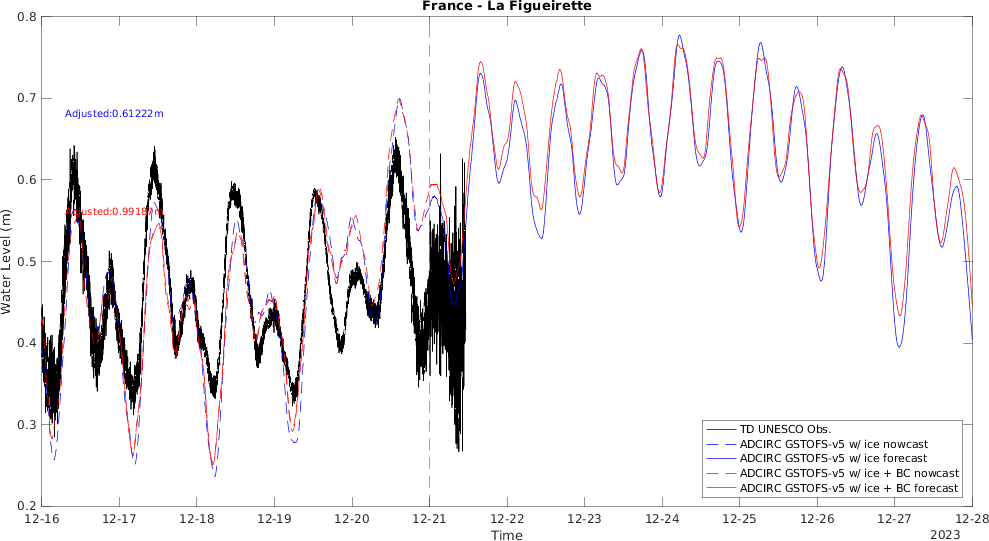 France - La Figueirette
0.8
0.7
0.6
0.5
0.4
0.3
0.2
Water Level (m)
Adjusted:0.61222m
Adjusted:0.99187m
TD UNESCO Obs.
ADCIRC GSTOFS-v5 w/ ice nowcast
ADCIRC GSTOFS-v5 w/ ice forecast
ADCIRC GSTOFS-v5 w/ ice + BC nowcast
ADCIRC GSTOFS-v5 w/ ice + BC forecast
12-16 12-17 12-18 12-19 12-20 12-21 12-22 12-23 12-24 12-25 12-26 12-27 12-28
Time
2023